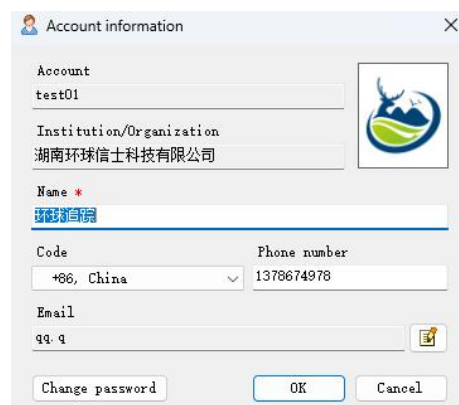 Account information
Account
test01
Institution/Organization
湖南环球信士科技有限公司
Name *
环球追踪
Code
Phone number
+86, China
1378674978
Email
qq.q
Change password
OK
Cancel